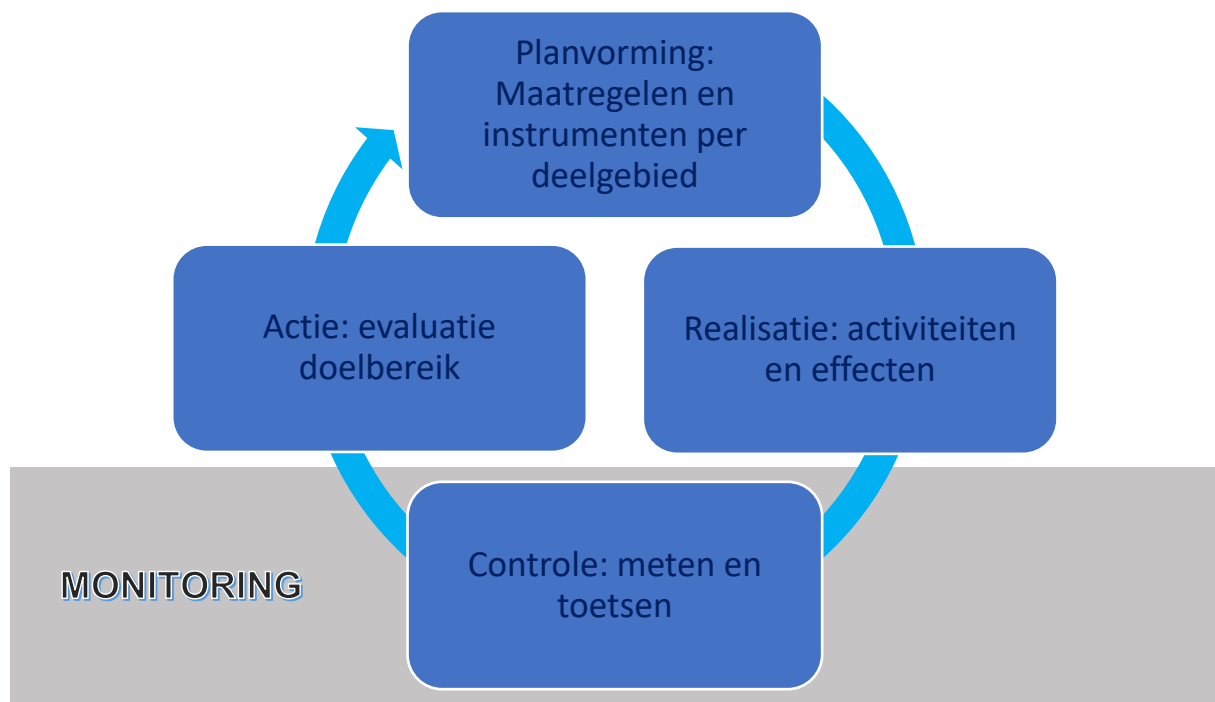 Planvorming:
Maatregelen en
instrumenten per
deelgebied
Actie: evaluatie
doelbereik
Realisatie: activiteiten
en effecten
Controle: meten en
toetsen
MONITORING